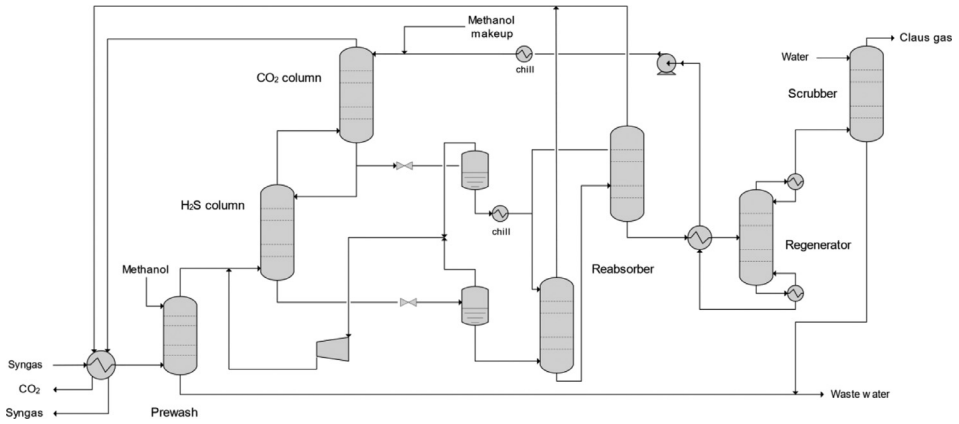 Methanol
makeup
Claus gas
CO₂ column
chill
Water
Scrubber
H₂S column
chill
Methanol
Reabsorber
Regenerator
Syngas
CO₂
Syngas
Prewash
Waste water